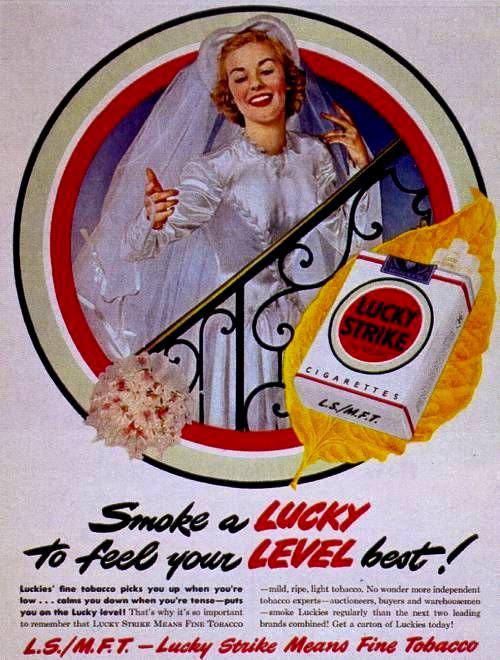 LUCKY
STRIKE
CIGARETTES
L.S./M.F.T.
Smoke a LUCKY
to feel your LEVEL best!
Luckies' fine tobacco picks you up when you're
low . . . calms you down when you're tense—puts
you on the Lucky level! That's why it's so important
to remember that LUCKY STRIKE MEANS FINE TOBACCO
—mild, ripe, light tobacco. No wonder more independent
tobacco experts—auctioneers, buyers and warehousemen
—smoke Luckies regularly than the next two leading
brands combined! Get a carton of Luckies today!
L.S./M.F.T. — Lucky Strike Means Fine Tobacco